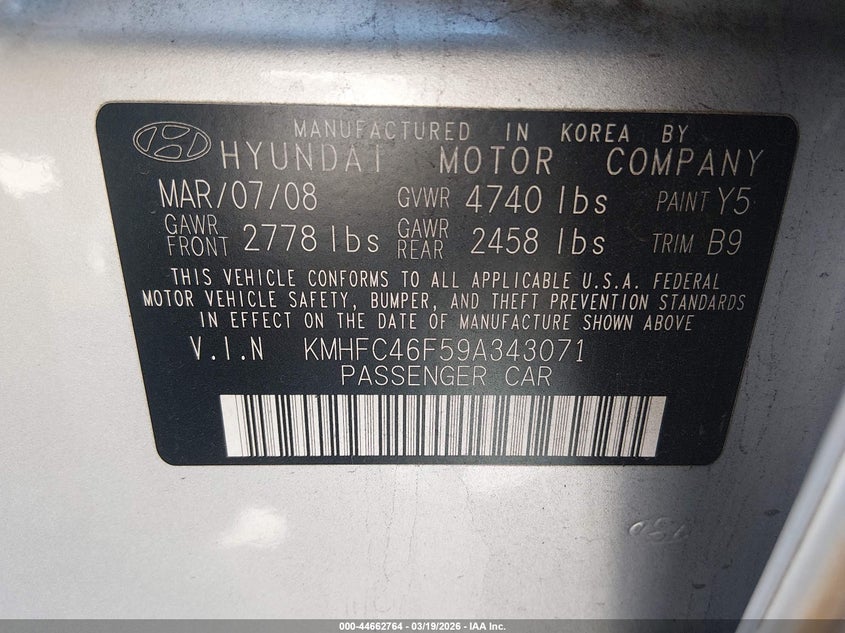 MANUFACTURED IN KOREA BY
HYUNDAI MOTOR COMPANY
MAR/07/08 GVWR 4740 lbs PAINT Y5
GAWR FRONT 2778 lbs GAWR REAR 2458 lbs TRIM B9
THIS VEHICLE CONFORMS TO ALL APPLICABLE U.S.A. FEDERAL
MOTOR VEHICLE SAFETY, BUMPER, AND THEFT PREVENTION STANDARDS
IN EFFECT ON THE DATE OF MANUFACTURE SHOWN ABOVE
V.I.N KMHFC46F59A343071
PASSENGER CAR
000-44662764 | 03/19/2026 | IAA Inc.